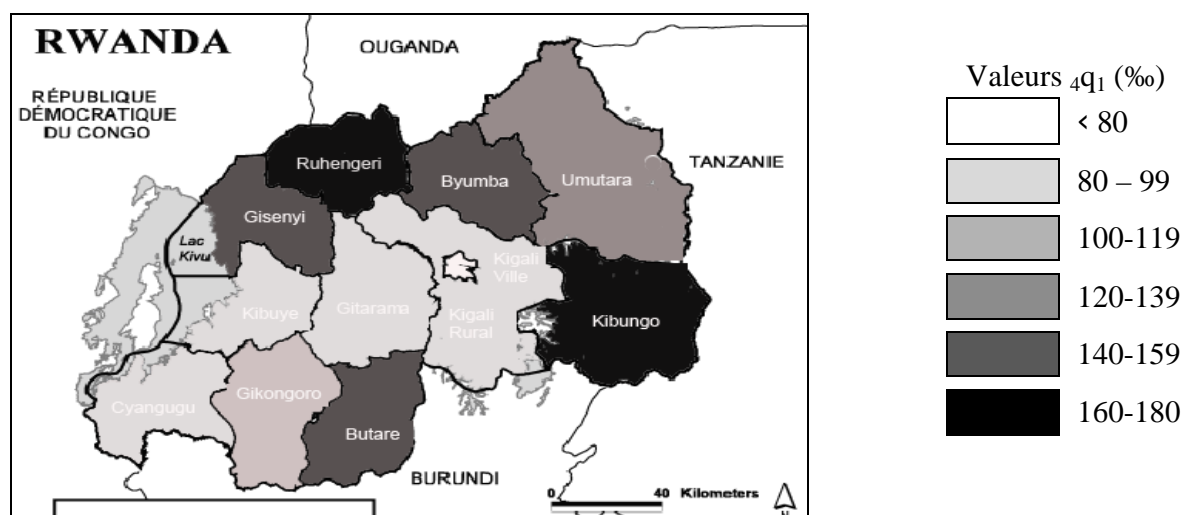 RWANDA
OUGANDA
RÉPUBLIQUE
DÉMOCRATIQUE
DU CONGO
TANZANIE
Ruhengeri
Byumba
Umutara
Gisenyi
Lac
Kivu
Kigali
Ville
Kibuye
Gitarama
Kigali
Rural
Kibungo
Gikongoro
Cyangugu
Butare
BURUNDI
0 40 Kilometers
N
Valeurs ₄q₁ (‰)
< 80
80 – 99
100-119
120-139
140-159
160-180